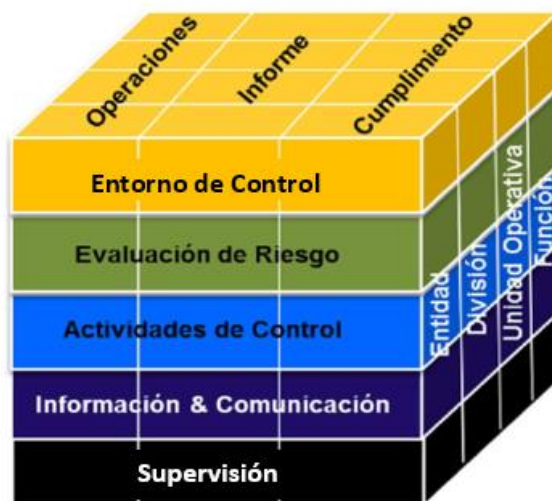 Operaciones
Informe
Cumplimiento
Entorno de Control
Evaluación de Riesgo
Actividades de Control
Información & Comunicación
Supervisión
Entidad
División
Unidad Operativa
Función